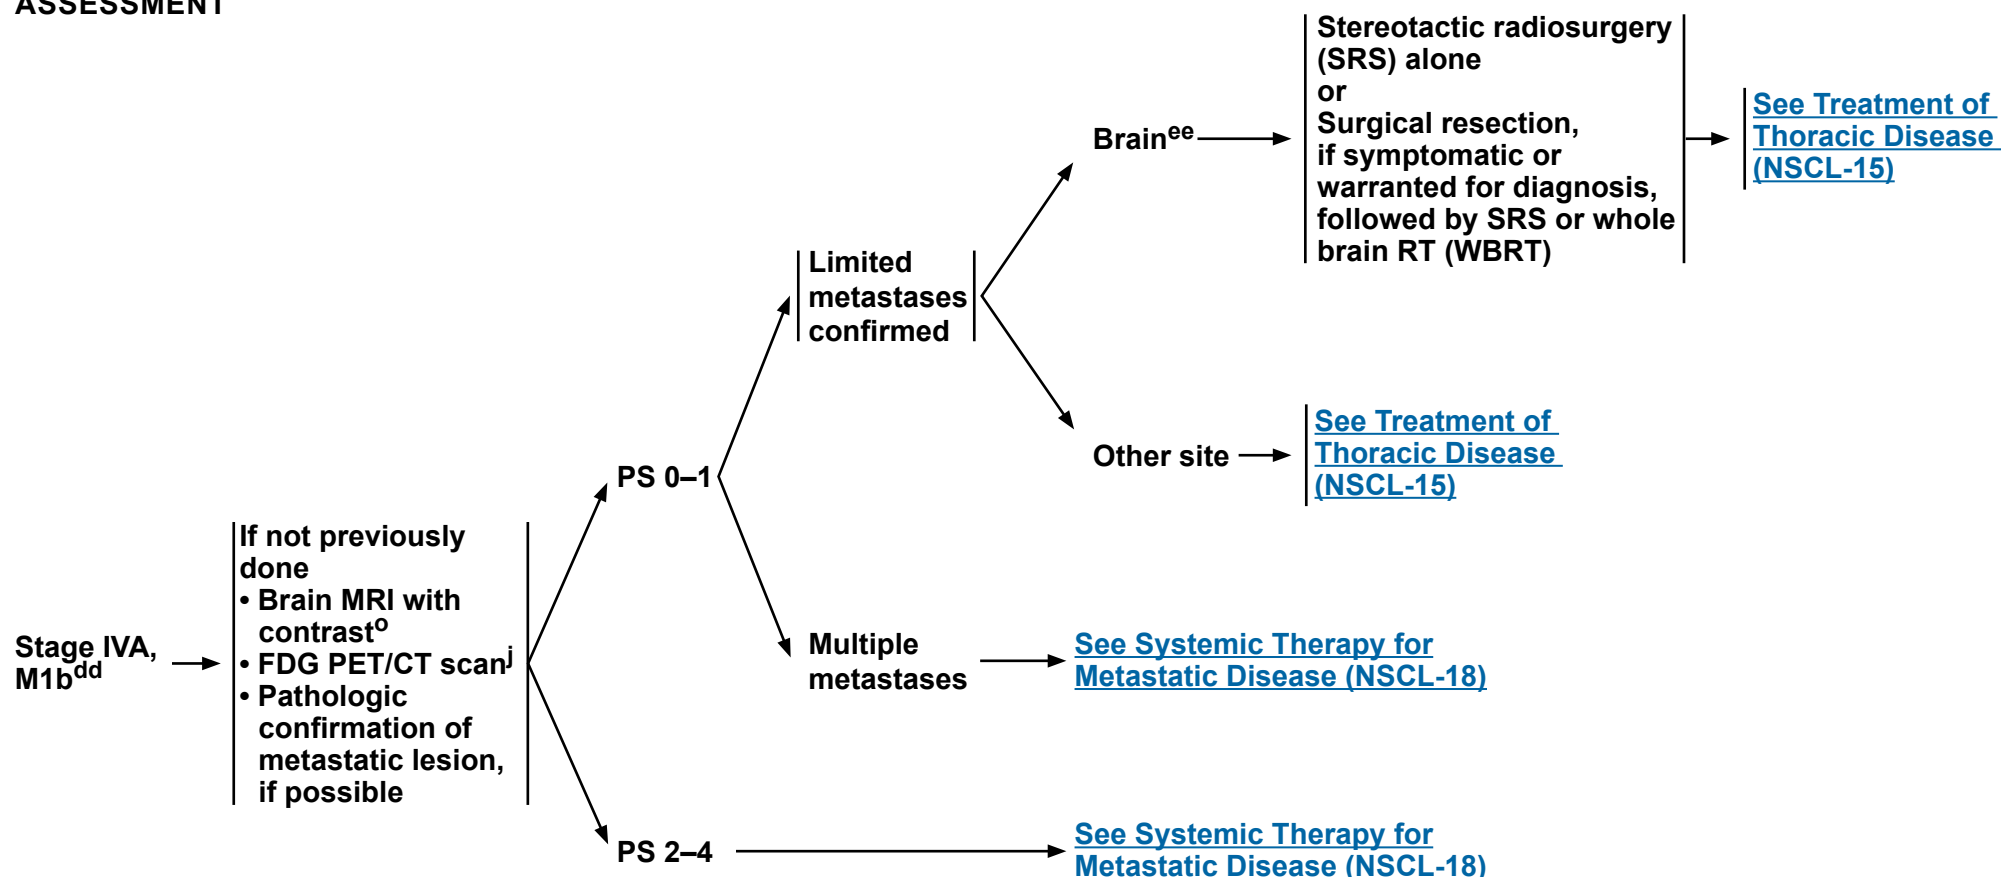 ASSESSMENT
Stage IVA,
M1bdd
If not previously
done
• Brain MRI with
contrasto
• FDG PET/CT scanj
• Pathologic
confirmation of
metastatic lesion,
if possible
PS 0–1
Limited
metastases
confirmed
Brainee
Stereotactic radiosurgery
(SRS) alone
or
Surgical resection,
if symptomatic or
warranted for diagnosis,
followed by SRS or whole
brain RT (WBRT)
See Treatment of
Thoracic Disease
(NSCL-15)
Other site
See Treatment of
Thoracic Disease
(NSCL-15)
Multiple
metastases
See Systemic Therapy for
Metastatic Disease (NSCL-18)
PS 2–4
See Systemic Therapy for
Metastatic Disease (NSCL-18)